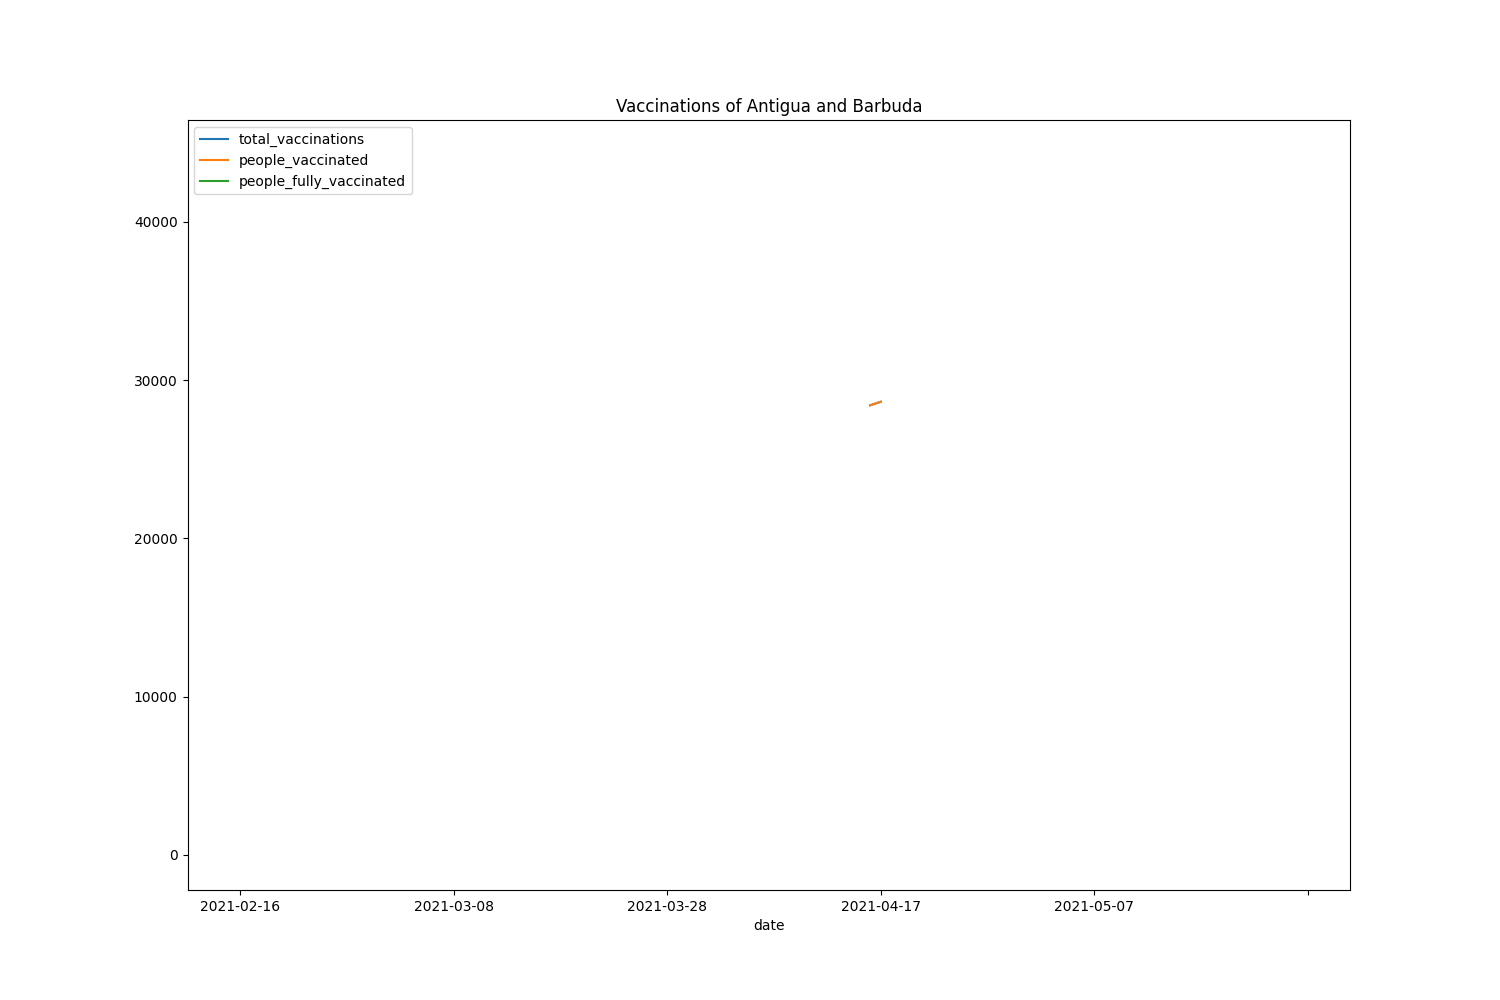 Vaccinations of Antigua and Barbuda
total_vaccinations
people_vaccinated
people_fully_vaccinated
40000
30000
20000
10000
0
2021-02-16 2021-03-08 2021-03-28 2021-04-17 2021-05-07
date